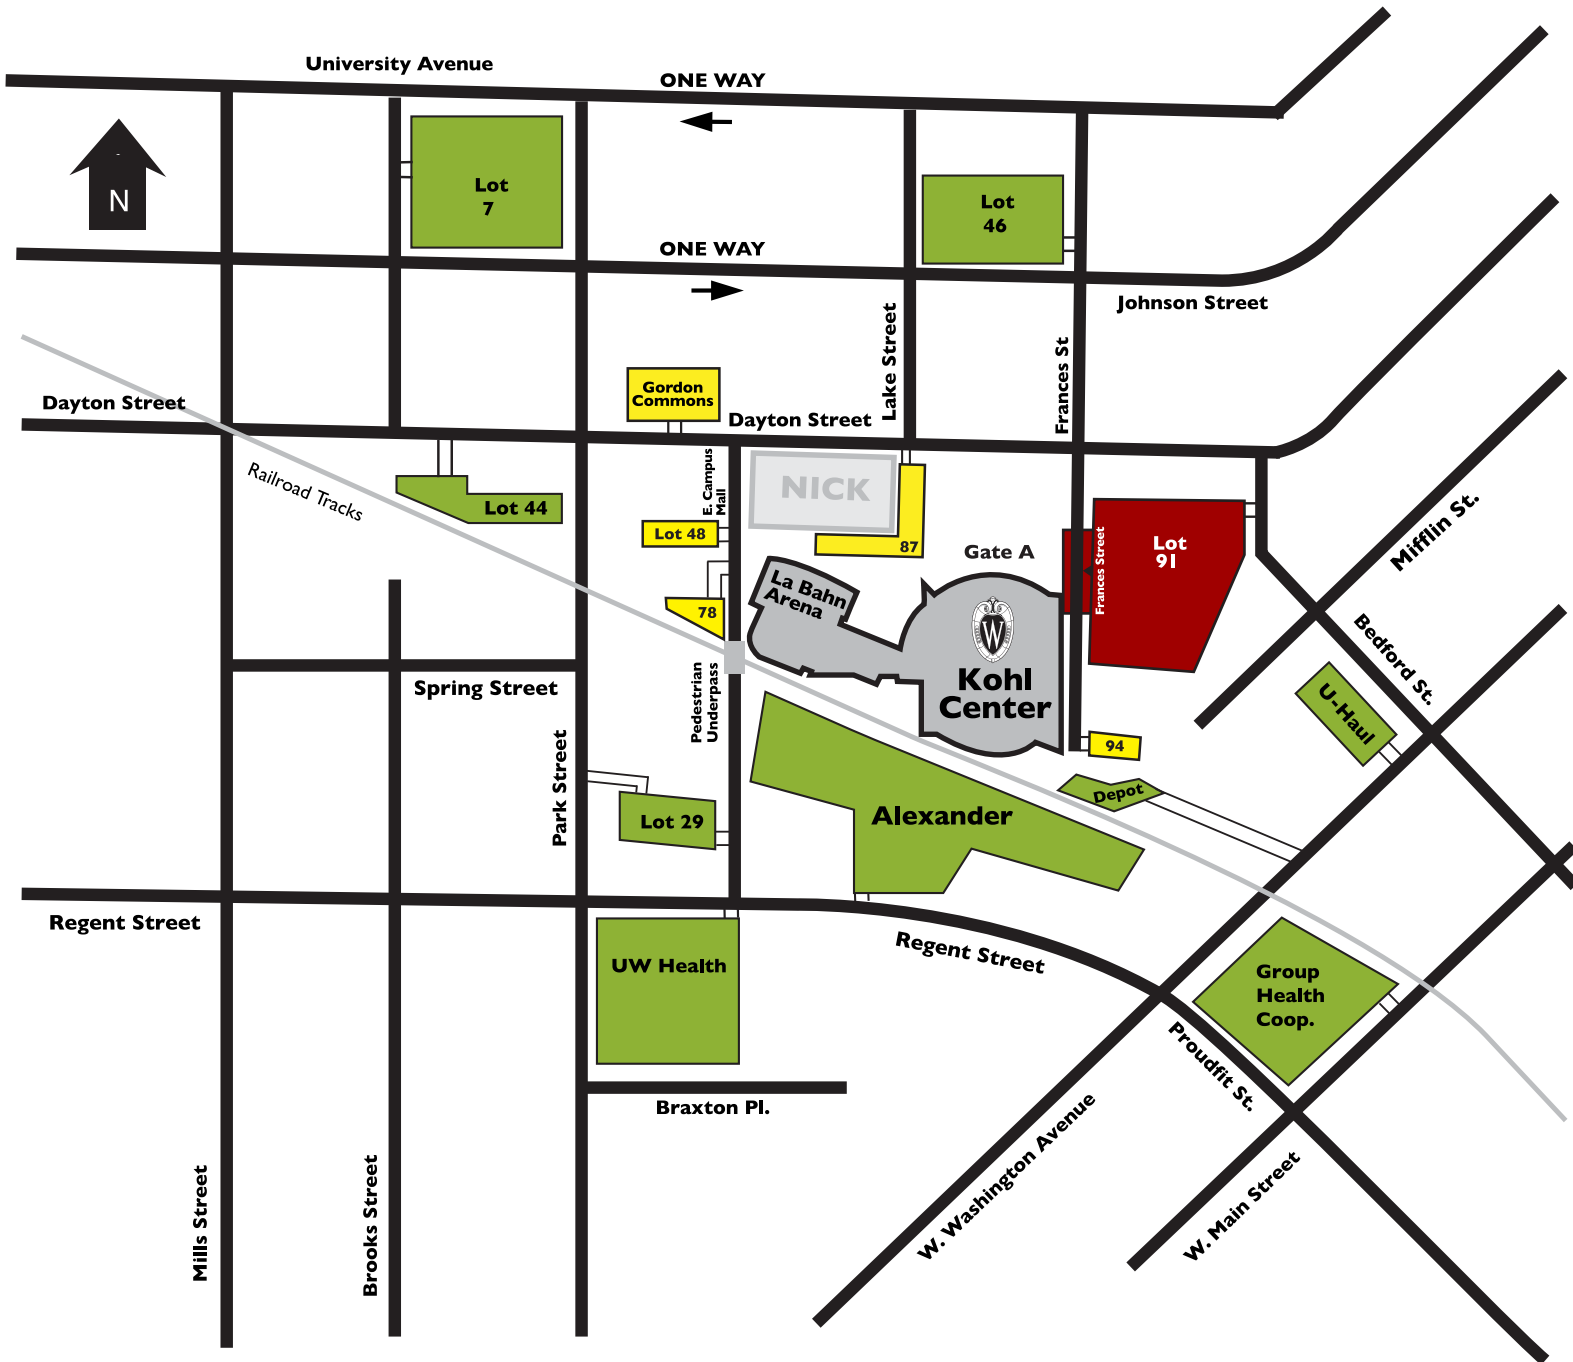 University Avenue
ONE WAY
N
Lot
7
Lot
46
ONE WAY
Johnson Street
Lake Street
Frances St
Gordon
Commons
Dayton Street
Dayton Street
Railroad Tracks
Lot 44
E. Campus
Mall
NICK
Lot 48
87
Gate A
Frances Street
Lot
91
Mifflin St.
La Bahn
Arena
78
W
Kohl
Center
Bedford St.
Spring Street
Pedestrian
Underpass
U-Haul
94
Park Street
Depot
Lot 29
Alexander
Regent Street
Regent Street
UW Health
Group
Health
Coop.
Proudfit St.
Braxton Pl.
W. Washington Avenue
W. Main Street
Mills Street
Brooks Street